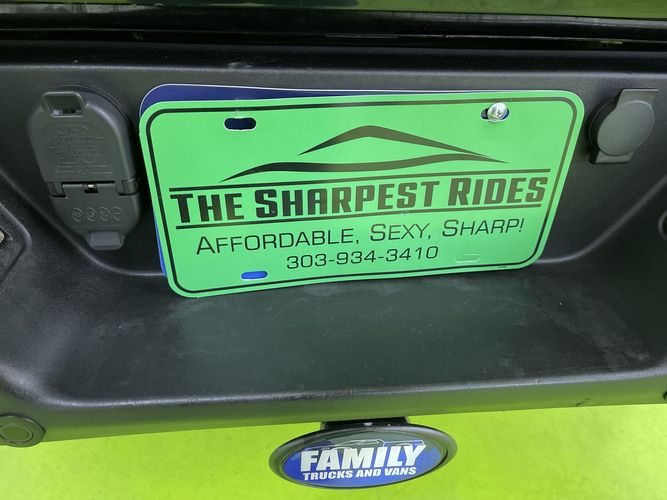 THE SHARPEST RIDES
AFFORDABLE, SEXY, SHARP!
303-934-3410
FAMILY
TRUCKS AND VANS